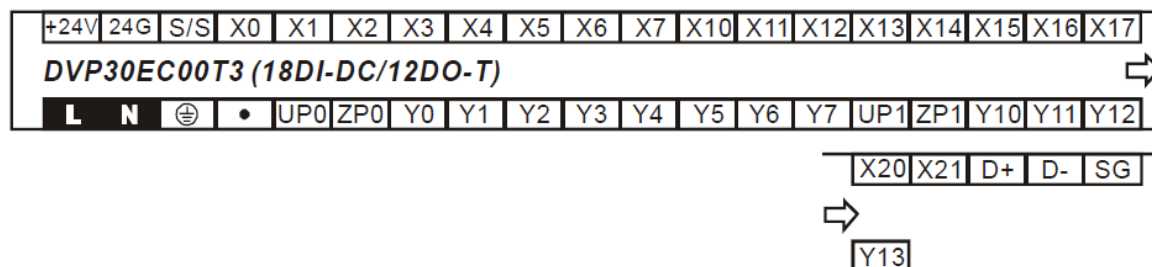 +24V 24G S/S X0 X1 X2 X3 X4 X5 X6 X7 X10 X11 X12 X13 X14 X15 X16 X17
DVP30EC00T3 (18DI-DC/12DO-T)
L N • UP0 ZP0 Y0 Y1 Y2 Y3 Y4 Y5 Y6 Y7 UP1 ZP1 Y10 Y11 Y12
X20 X21 D+ D- SG
Y13